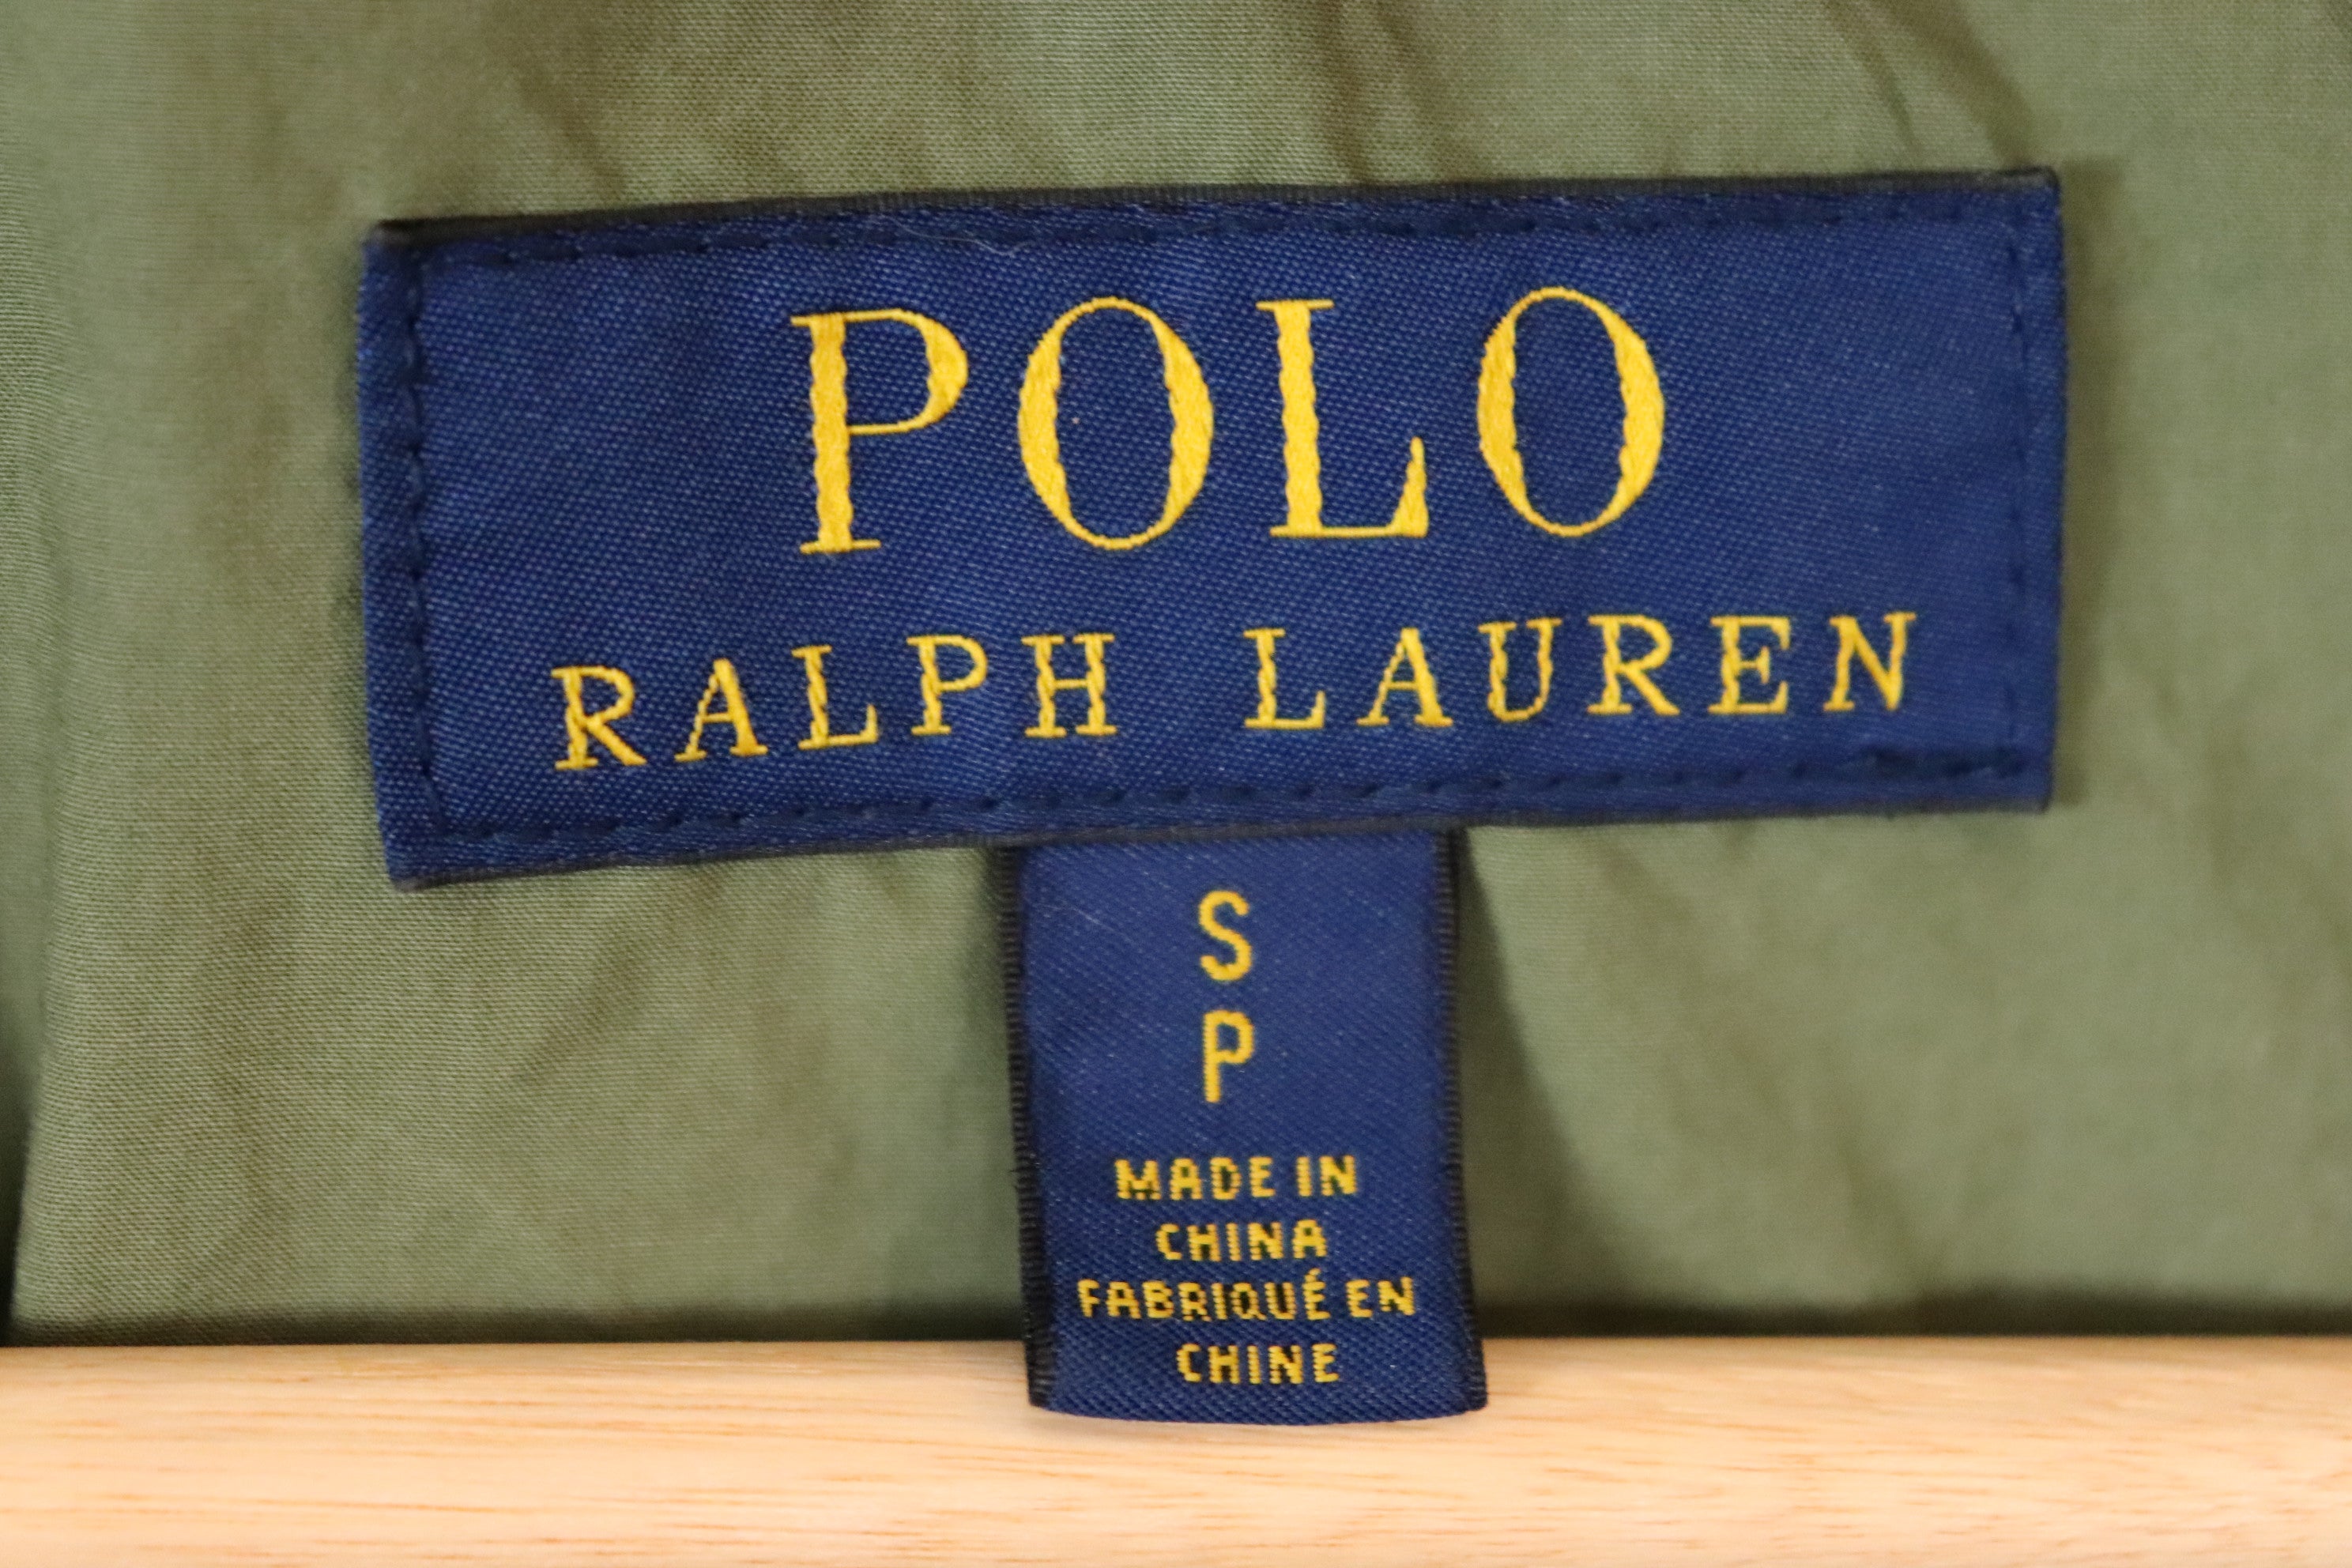 POLO
RALPH LAUREN
S
P
MADE IN
CHINA
FABRIQUÉ EN
CHINE